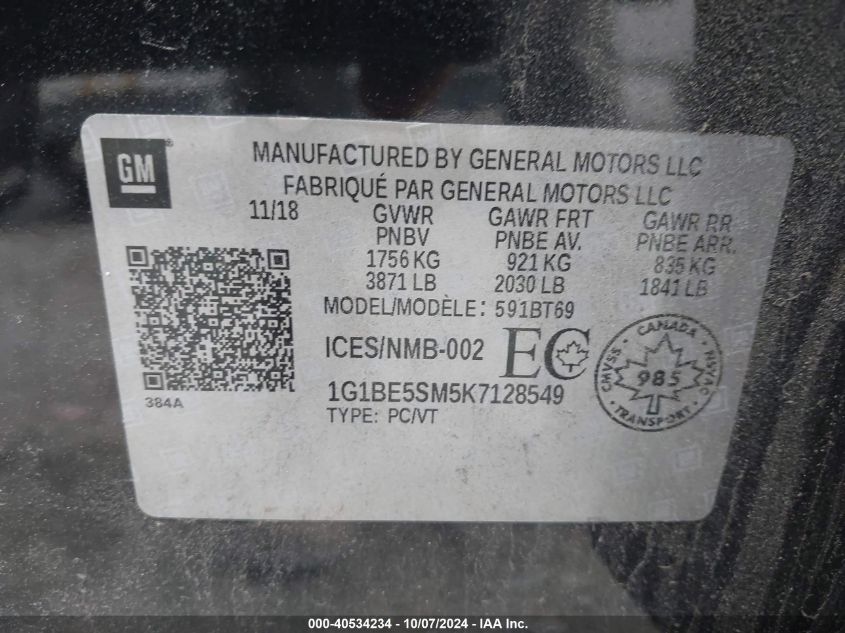 GM
MANUFACTURED BY GENERAL MOTORS LLC
FABRIQUÉ PAR GENERAL MOTORS LLC
11/18 GVWR GAWR FRT GAWR RR
PNBV PNBE AV. PNBE ARR.
1756 KG 921 KG 835 KG
3871 LB 2030 LB 1841 LB
MODEL/MODÈLE: 591BT69
ICES/NMB-002 EC
CANADA
CMVSS 985 NSVAC
TRANSPORT
384A
1G1BE5SM5K7128549
TYPE: PC/VT
000-40534234 - 10/07/2024 - IAA Inc.